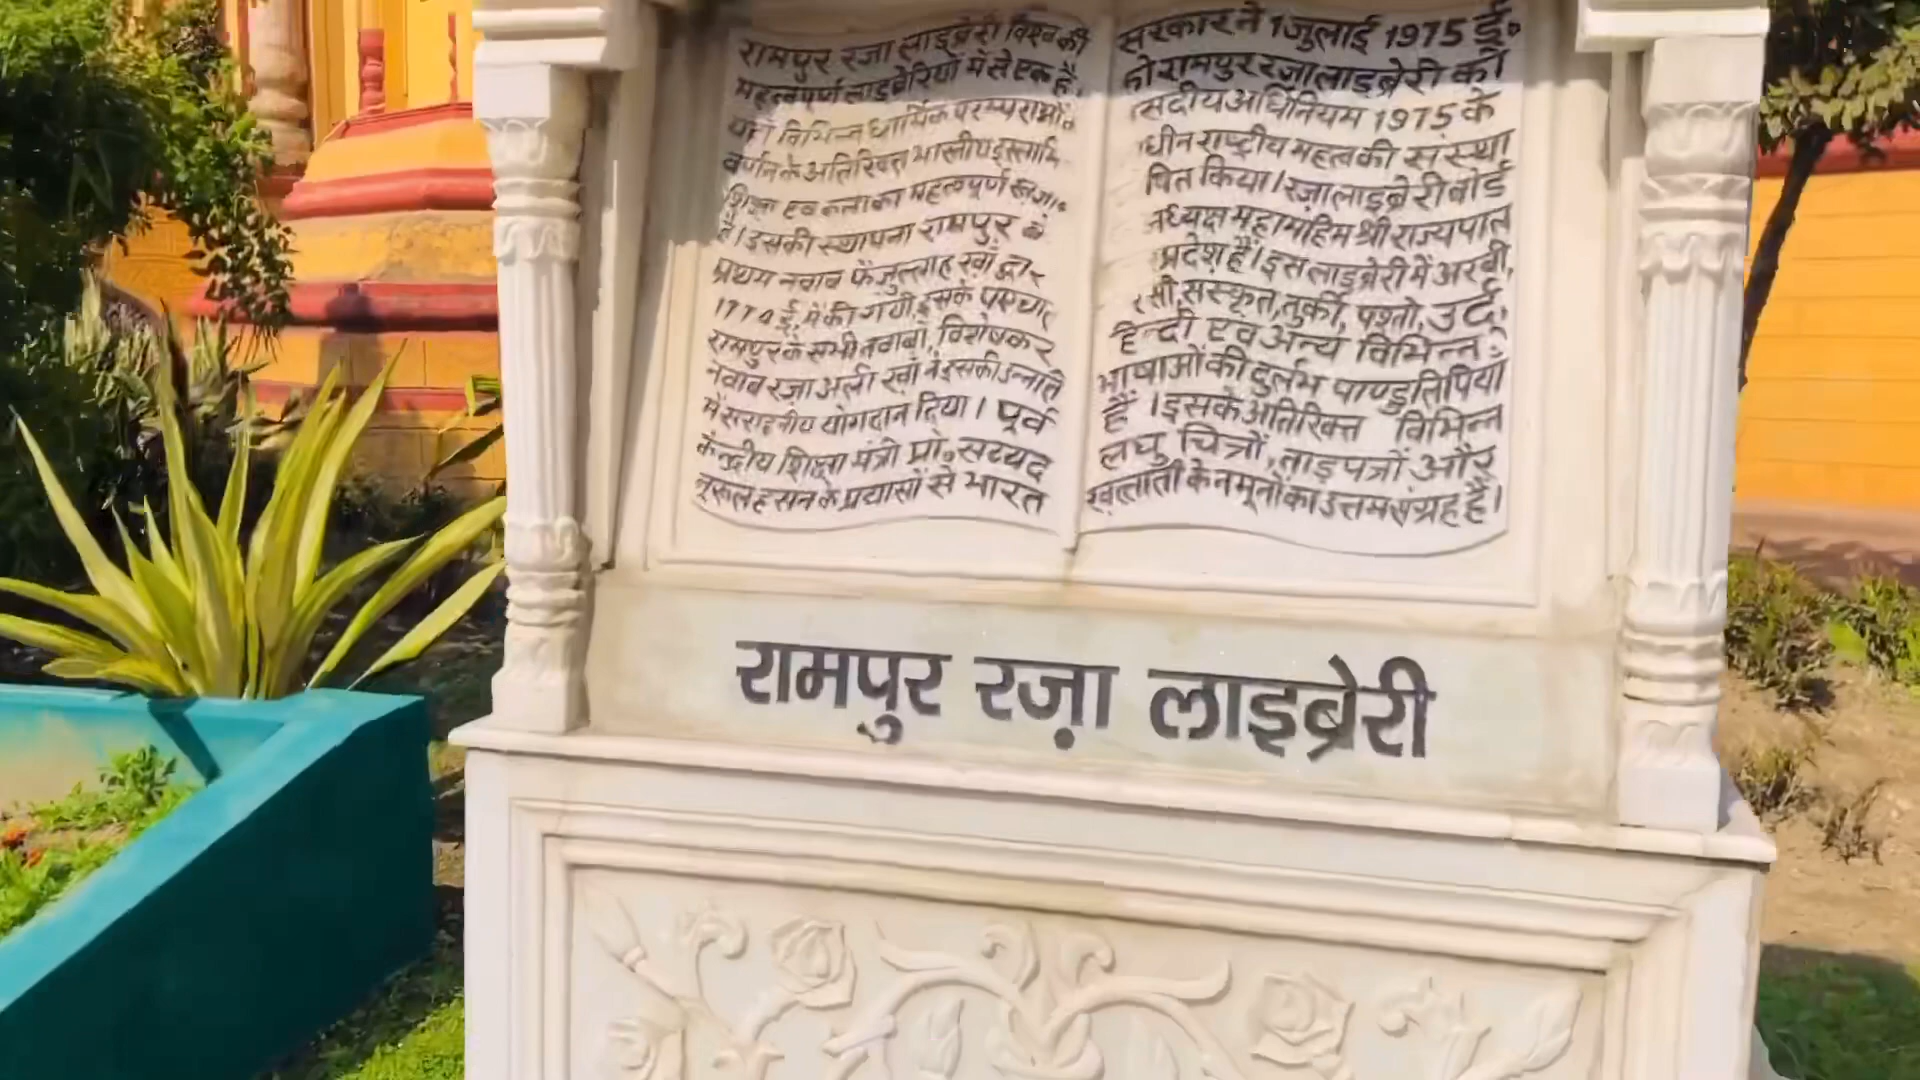 रामपुर रज़ा लाइब्रेरी विश्व की
महत्वपूर्ण लाइब्रेरियों में से एक है,
यहाँ विभिन्न धार्मिक परम्पराओं
वर्णन के अतिरिक्त भारतीय इस्लामि
शिक्षा एवं कला का महत्वपूर्ण ख़ज़ा
है। इसकी स्थापना रामपुर के
प्रथम नवाब फ़ैजुल्लाह ख़ाँ द्वार
1774 ई. में की गयी, इसके पश्चात
रामपुर के सभी नवाबों, विशेषकर
नवाब रज़ा अली ख़ाँ ने इसकी उन्नति
में सराहनीय योगदान दिया। पूर्व
केन्द्रीय शिक्षा मंत्री प्रो॰ सय्यद
नूरुल हसन के प्रयासों से भारत
सरकार ने 1 जुलाई 1975 ई॰
को रामपुर रज़ा लाइब्रेरी को
सदीय अधिनियम 1975 के
धीन राष्ट्रीय महत्व की संस्था
पित किया। रज़ा लाइब्रेरी बोर्ड
अध्यक्ष महामहिम श्री राज्यपाल
प्रदेश हैं। इस लाइब्रेरी में अरबी,
रसी, संस्कृत, तुर्की, पश्तो, उर्दू,
हिन्दी एवं अन्य विभिन्न
भाषाओं की दुर्लभ पाण्डुलिपियाँ
हैं। इसके अतिरिक्त विभिन्न
लघु चित्रों, ताड़पत्रों और
ख़त्ताती के नमूनों का उत्तम संग्रह है।
रामपुर रज़ा लाइब्रेरी